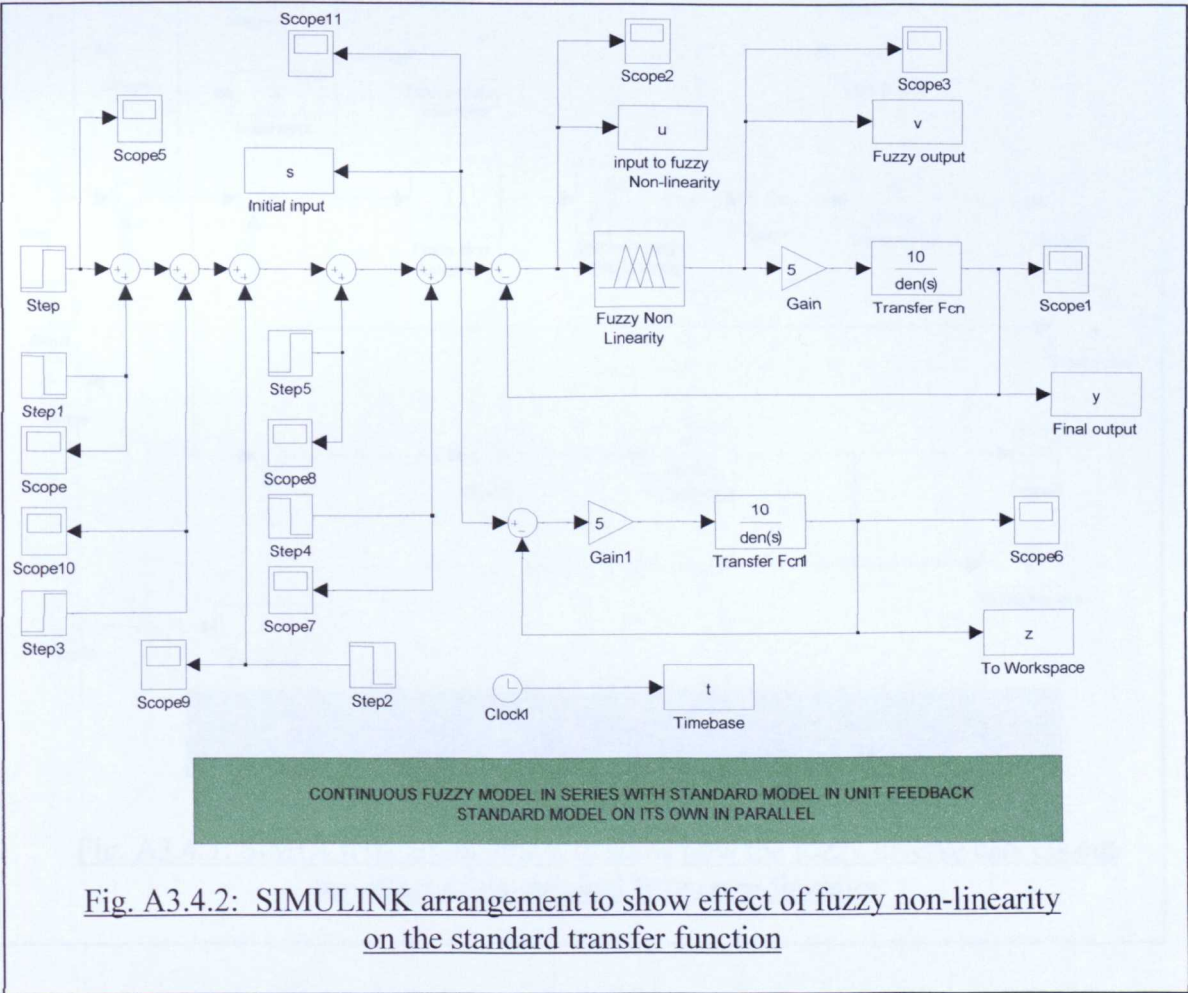 Scope11
Scope2
Scope3
Scope5
u
v
input to fuzzy
Non-linearity
Fuzzy output
s
Initial input
Step
Fuzzy Non
Linearity
5
Gain
10
den(s)
Transfer Fcn
Scope1
Step1
Step5
y
Final output
Scope
Scope8
Scope10
Step4
5
Gain1
10
den(s)
Transfer Fcn1
Scope6
Step3
Scope7
z
To Workspace
Scope9
Step2
Clock1
t
Timebase
CONTINUOUS FUZZY MODEL IN SERIES WITH STANDARD MODEL IN UNIT FEEDBACK
STANDARD MODEL ON ITS OWN IN PARALLEL
Fig. A3.4.2: SIMULINK arrangement to show effect of fuzzy non-linearity
on the standard transfer function